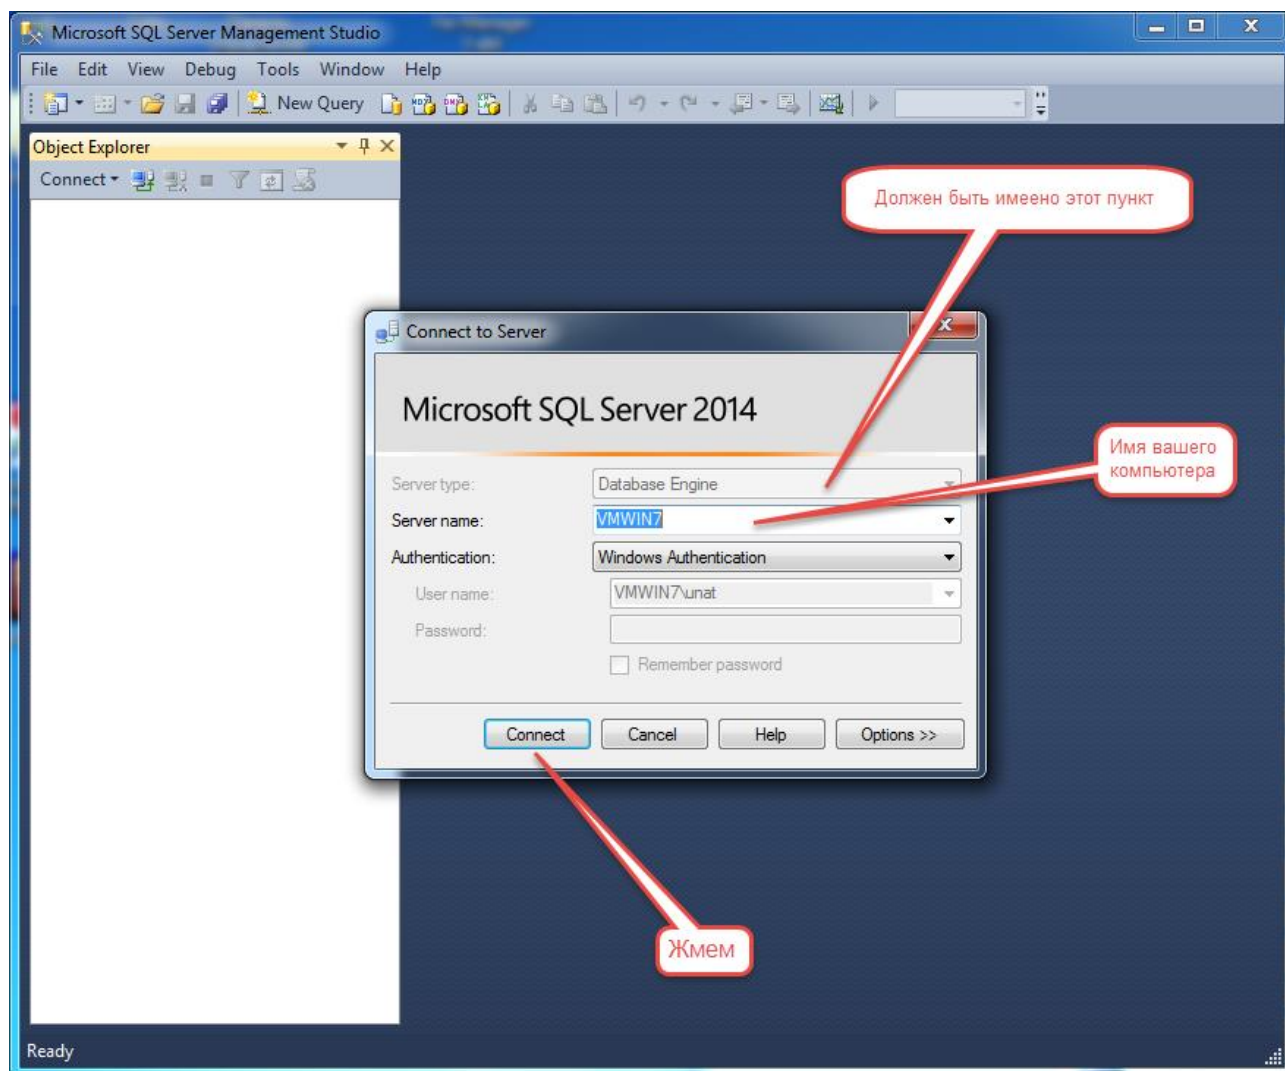 Microsoft SQL Server Management Studio
File Edit View Debug Tools Window Help
New Query
Object Explorer
Connect
Должен быть имеено этот пункт
Connect to Server
Microsoft SQL Server 2014
Имя вашего
компьютера
Server type: Database Engine
Server name: VMWIN7
Authentication: Windows Authentication
User name: VMWIN7\unat
Password:
Remember password
Connect Cancel Help Options >>
Жмем
Ready